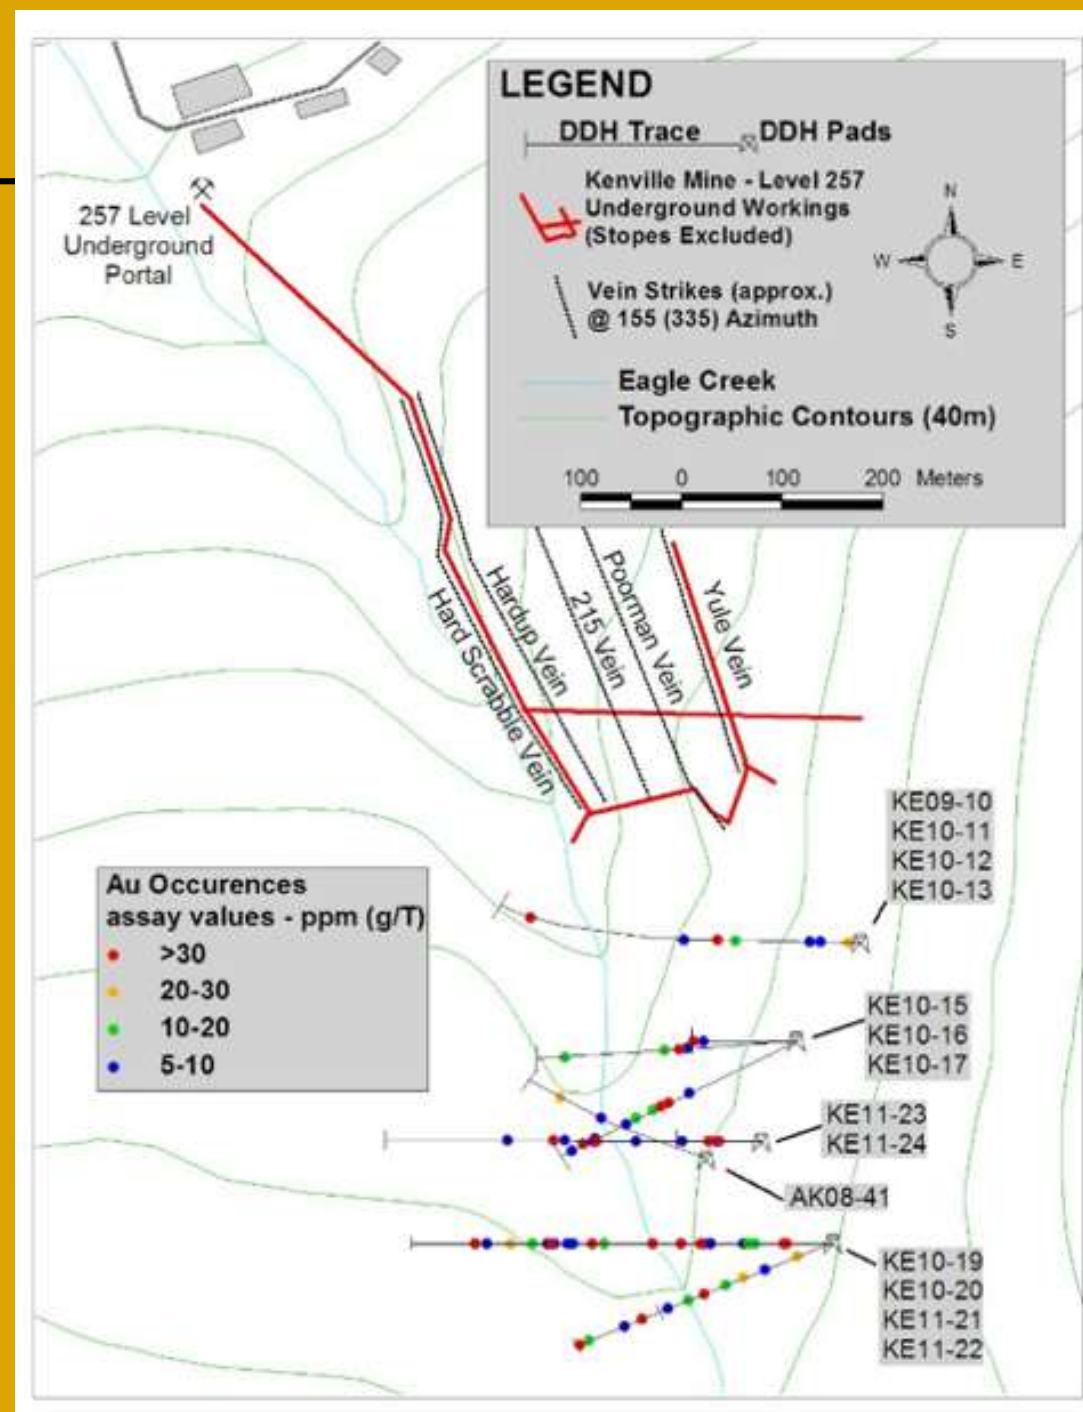 LEGEND
DDH Trace DDH Pads
Kenville Mine - Level 257
Underground Workings
(Stopes Excluded)
Vein Strikes (approx.)
@ 155 (335) Azimuth
N
W E
S
Eagle Creek
Topographic Contours (40m)
100 0 100 200 Meters
257 Level
Underground
Portal
Hard Scrabble Vein
Hardup Vein
215 Vein
Poorman Vein
Yule Vein
KE09-10
KE10-11
KE10-12
KE10-13
Au Occurences
assay values - ppm (g/T)
>30
20-30
10-20
5-10
KE10-15
KE10-16
KE10-17
KE11-23
KE11-24
AK08-41
KE10-19
KE10-20
KE11-21
KE11-22